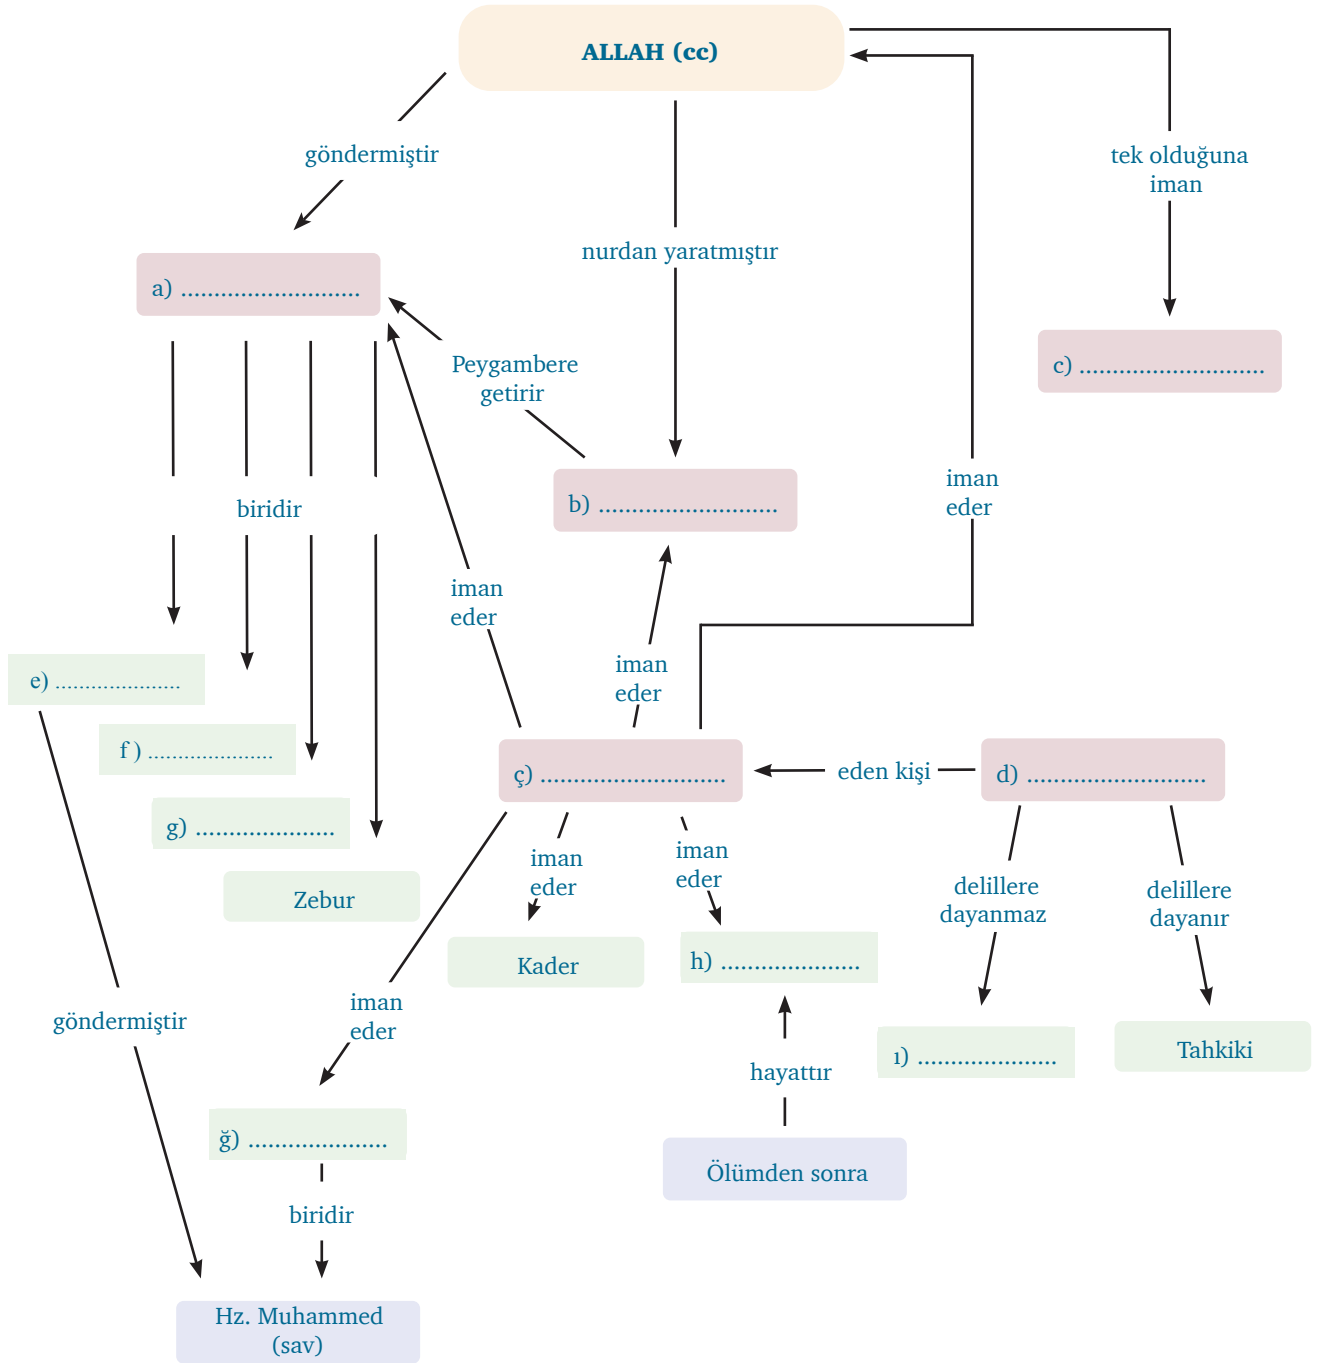 ALLAH (cc)
göndermiştir
tek olduğuna
iman
nurdan yaratmıştır
a) ...........................
Peygambere
getirir
c) ............................
b) ...........................
iman
eder
biridir
iman
eder
iman
eder
e) .....................
f ) .....................
g) .....................
Zebur
ç) ............................
eden kişi
d) ...........................
iman
eder
iman
eder
delillere
dayanmaz
delillere
dayanır
Kader
h) .....................
göndermiştir
iman
eder
ı) .....................
Tahkiki
hayattır
ğ) .....................
Ölümden sonra
biridir
Hz. Muhammed
(sav)